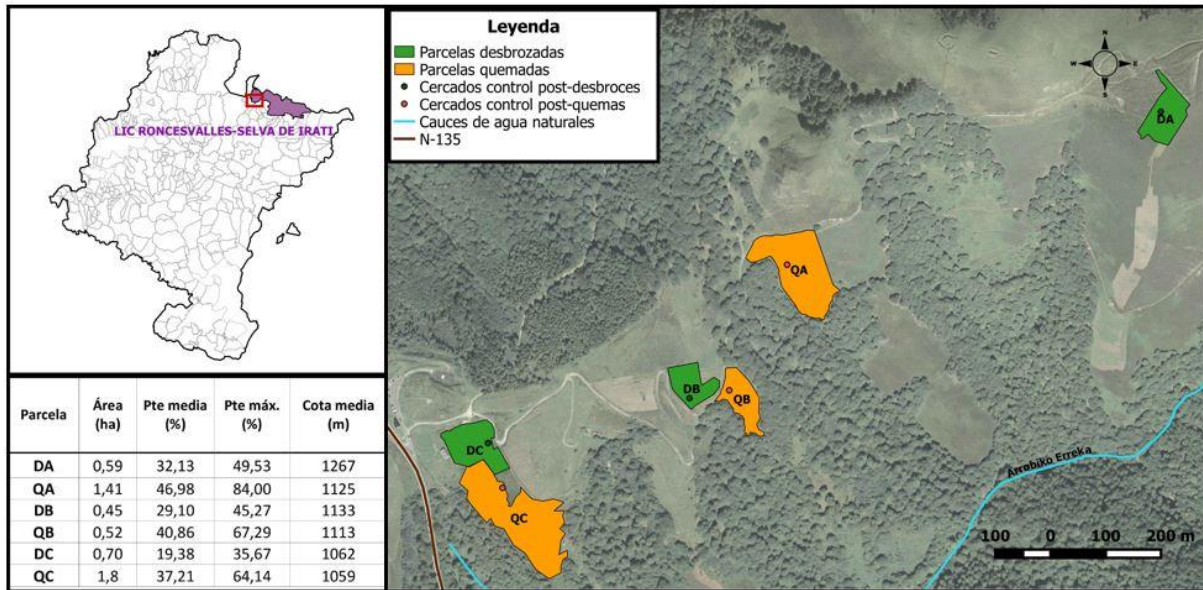 LIC RONCESVALLES-SELVA DE IRATI
Leyenda
Parcelas desbrozadas
Parcelas quemadas
Cercados control post-desbroces
Cercados control post-quemas
Cauces de agua naturales
N-135
N
W E
S
DA
QA
DB
QB
DC
QC
Arrobiko Erreka
100 0 100 200 m
Parcela Área (ha) Pte media (%) Pte máx. (%) Cota media (m)
DA 0,59 32,13 49,53 1267
QA 1,41 46,98 84,00 1125
DB 0,45 29,10 45,27 1133
QB 0,52 40,86 67,29 1113
DC 0,70 19,38 35,67 1062
QC 1,8 37,21 64,14 1059